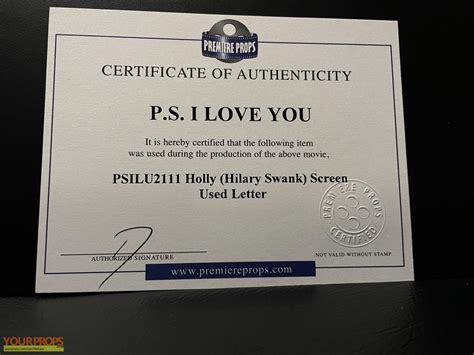 PREMIERE PROPS
CERTIFICATE OF AUTHENTICITY
P.S. I LOVE YOU
It is hereby certified that the following item
was used during the production of the above movie,
PSILU2111 Holly (Hilary Swank) Screen
Used Letter
PREMIERE PROPS
CERTIFIED
AUTHORIZED SIGNATURE
NOT VALID WITHOUT STAMP
www.premiereprops.com
YOURPROPS